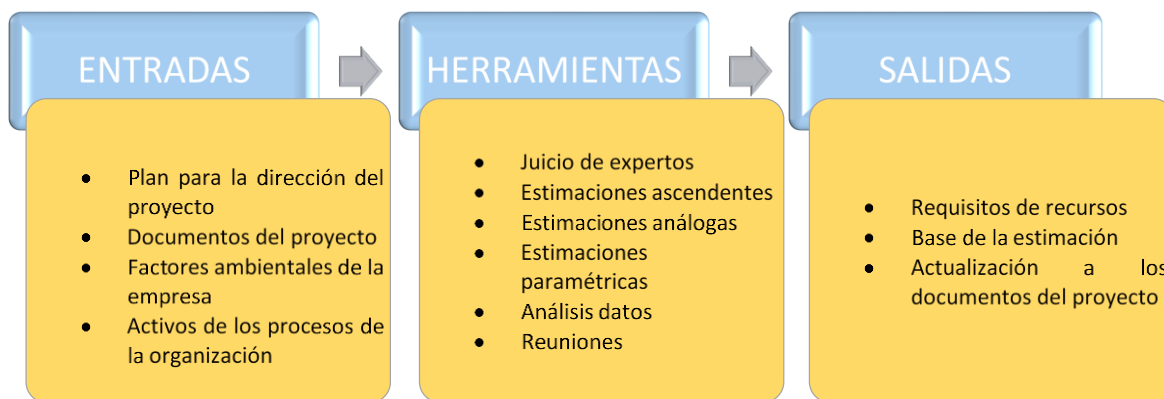 ENTRADAS
• Plan para la dirección del
proyecto
• Documentos del proyecto
• Factores ambientales de la
empresa
• Activos de los procesos de
la organización
HERRAMIENTAS
• Juicio de expertos
• Estimaciones ascendentes
• Estimaciones análogas
• Estimaciones
paramétricas
• Análisis datos
• Reuniones
SALIDAS
• Requisitos de recursos
• Base de la estimación
• Actualización a los
documentos del proyecto